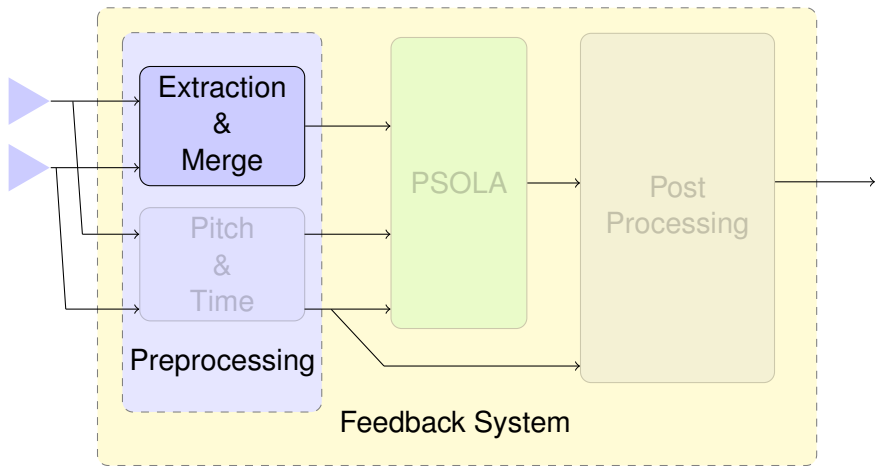 Extraction
&
Merge
Pitch
&
Time
Preprocessing
PSOLA
Post
Processing
Feedback System